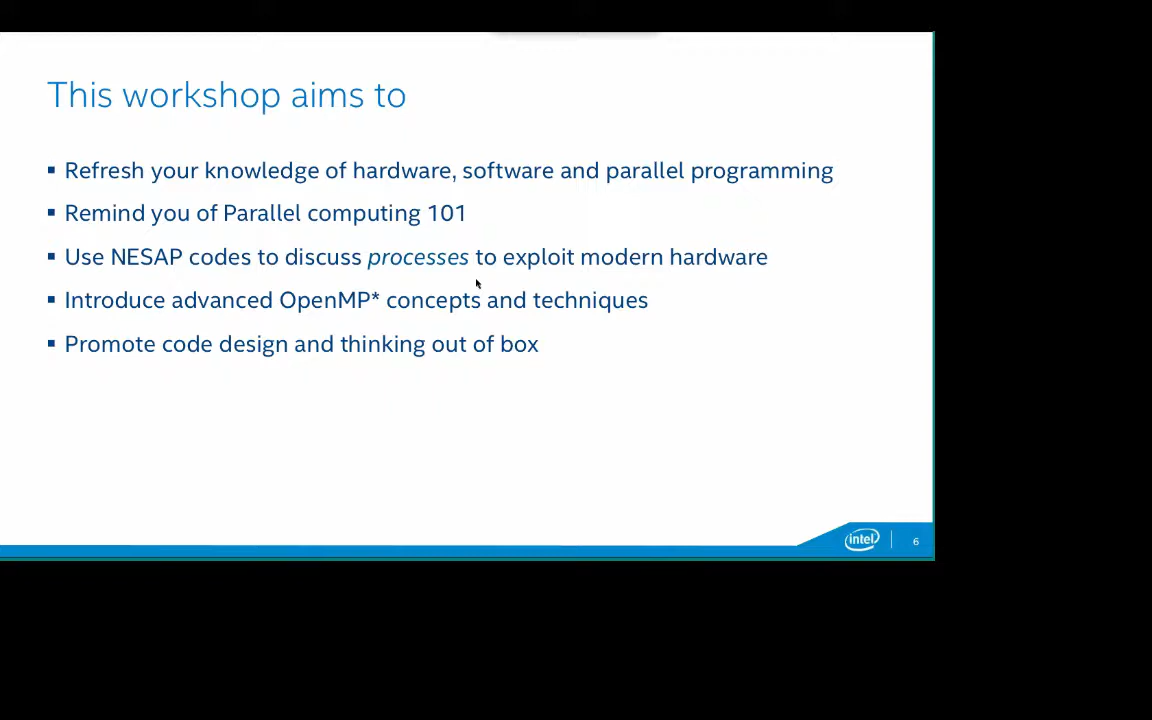 This workshop aims to
▪ Refresh your knowledge of hardware, software and parallel programming
▪ Remind you of Parallel computing 101
▪ Use NESAP codes to discuss processes to exploit modern hardware
▪ Introduce advanced OpenMP* concepts and techniques
▪ Promote code design and thinking out of box
intel
6